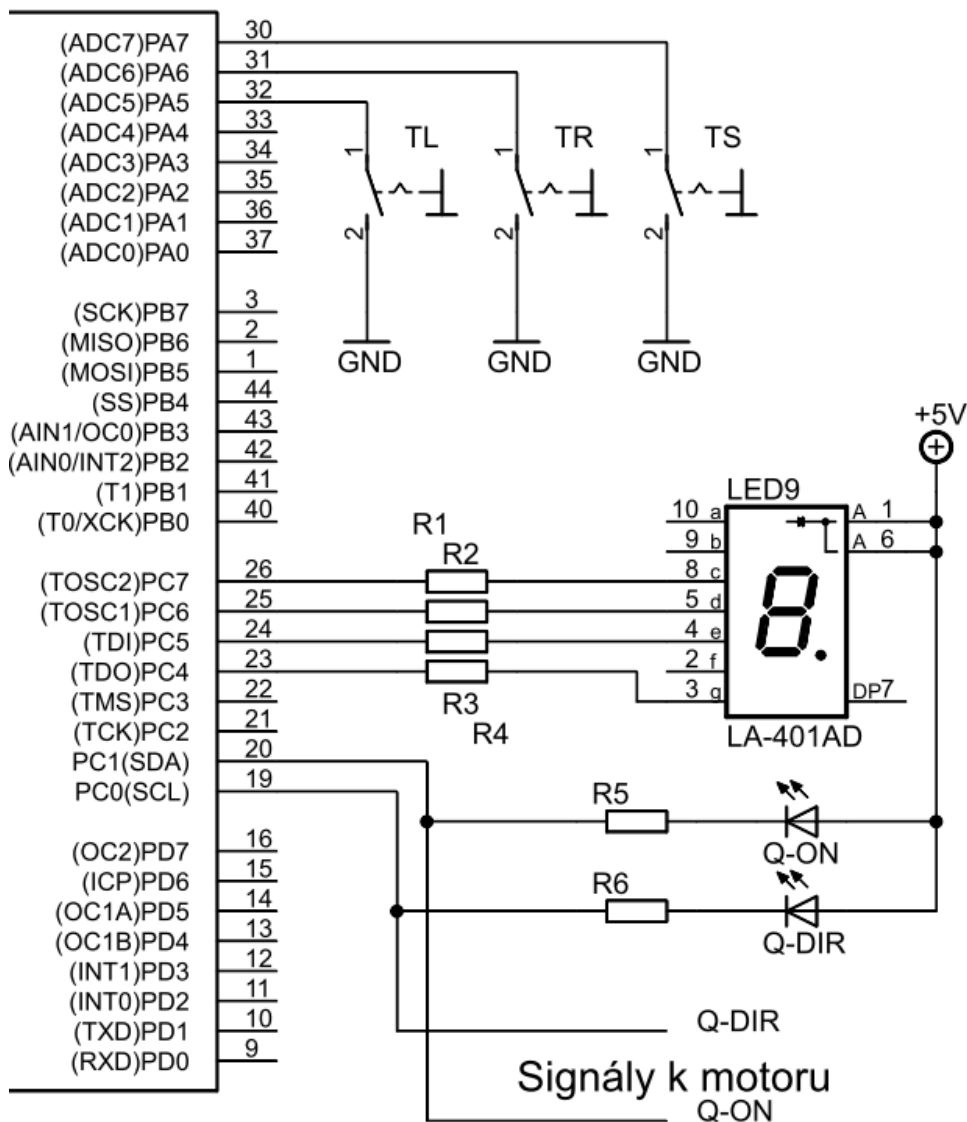 (ADC7)PA7 30
(ADC6)PA6 31
(ADC5)PA5 32
(ADC4)PA4 33
(ADC3)PA3 34
(ADC2)PA2 35
(ADC1)PA1 36
(ADC0)PA0 37
1 TL
2
GND
1 TR
2
GND
1 TS
2
GND
(SCK)PB7 3
(MISO)PB6 2
(MOSI)PB5 1
(SS)PB4 44
(AIN1/OC0)PB3 43
(AIN0/INT2)PB2 42
(T1)PB1 41
(T0/XCK)PB0 40
+5V
LED9
10 a
9 b
8 c
5 d
4 e
2 f
3 g
A 1
A 6
DP7
LA-401AD
R1
R2
R3
R4
(TOSC2)PC7 26
(TOSC1)PC6 25
(TDI)PC5 24
(TDO)PC4 23
(TMS)PC3 22
(TCK)PC2 21
PC1(SDA) 20
PC0(SCL) 19
R5
Q-ON
R6
Q-DIR
(OC2)PD7 16
(ICP)PD6 15
(OC1A)PD5 14
(OC1B)PD4 13
(INT1)PD3 12
(INT0)PD2 11
(TXD)PD1 10
(RXD)PD0 9
Q-DIR
Signály k motoru
Q-ON